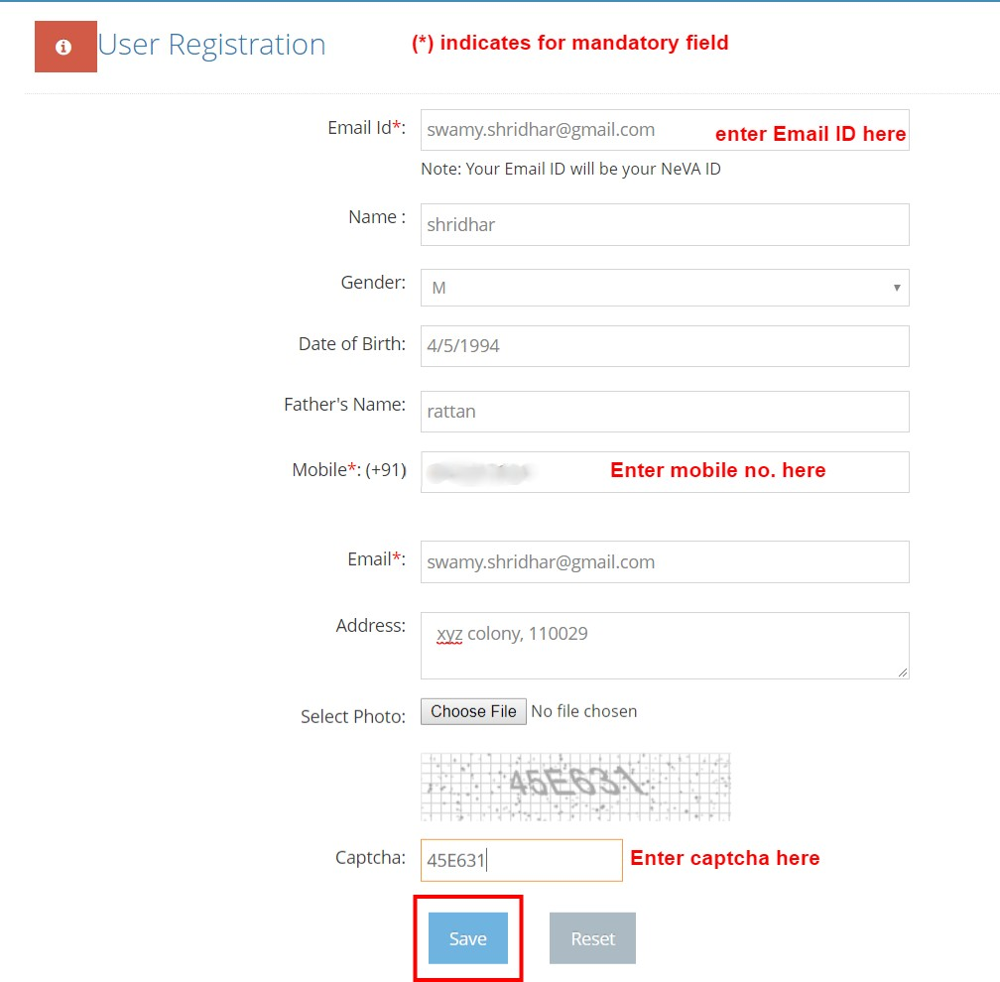 User Registration (*) indicates for mandatory field
Email Id*: swamy.shridhar@gmail.com enter Email ID here
Note: Your Email ID will be your NeVA ID
Name : shridhar
Gender: M
Date of Birth: 4/5/1994
Father's Name: rattan
Mobile*: (+91) Enter mobile no. here
Email*: swamy.shridhar@gmail.com
Address: xyz colony, 110029
Select Photo: Choose File No file chosen
45E631
Captcha: 45E631 Enter captcha here
Save Reset